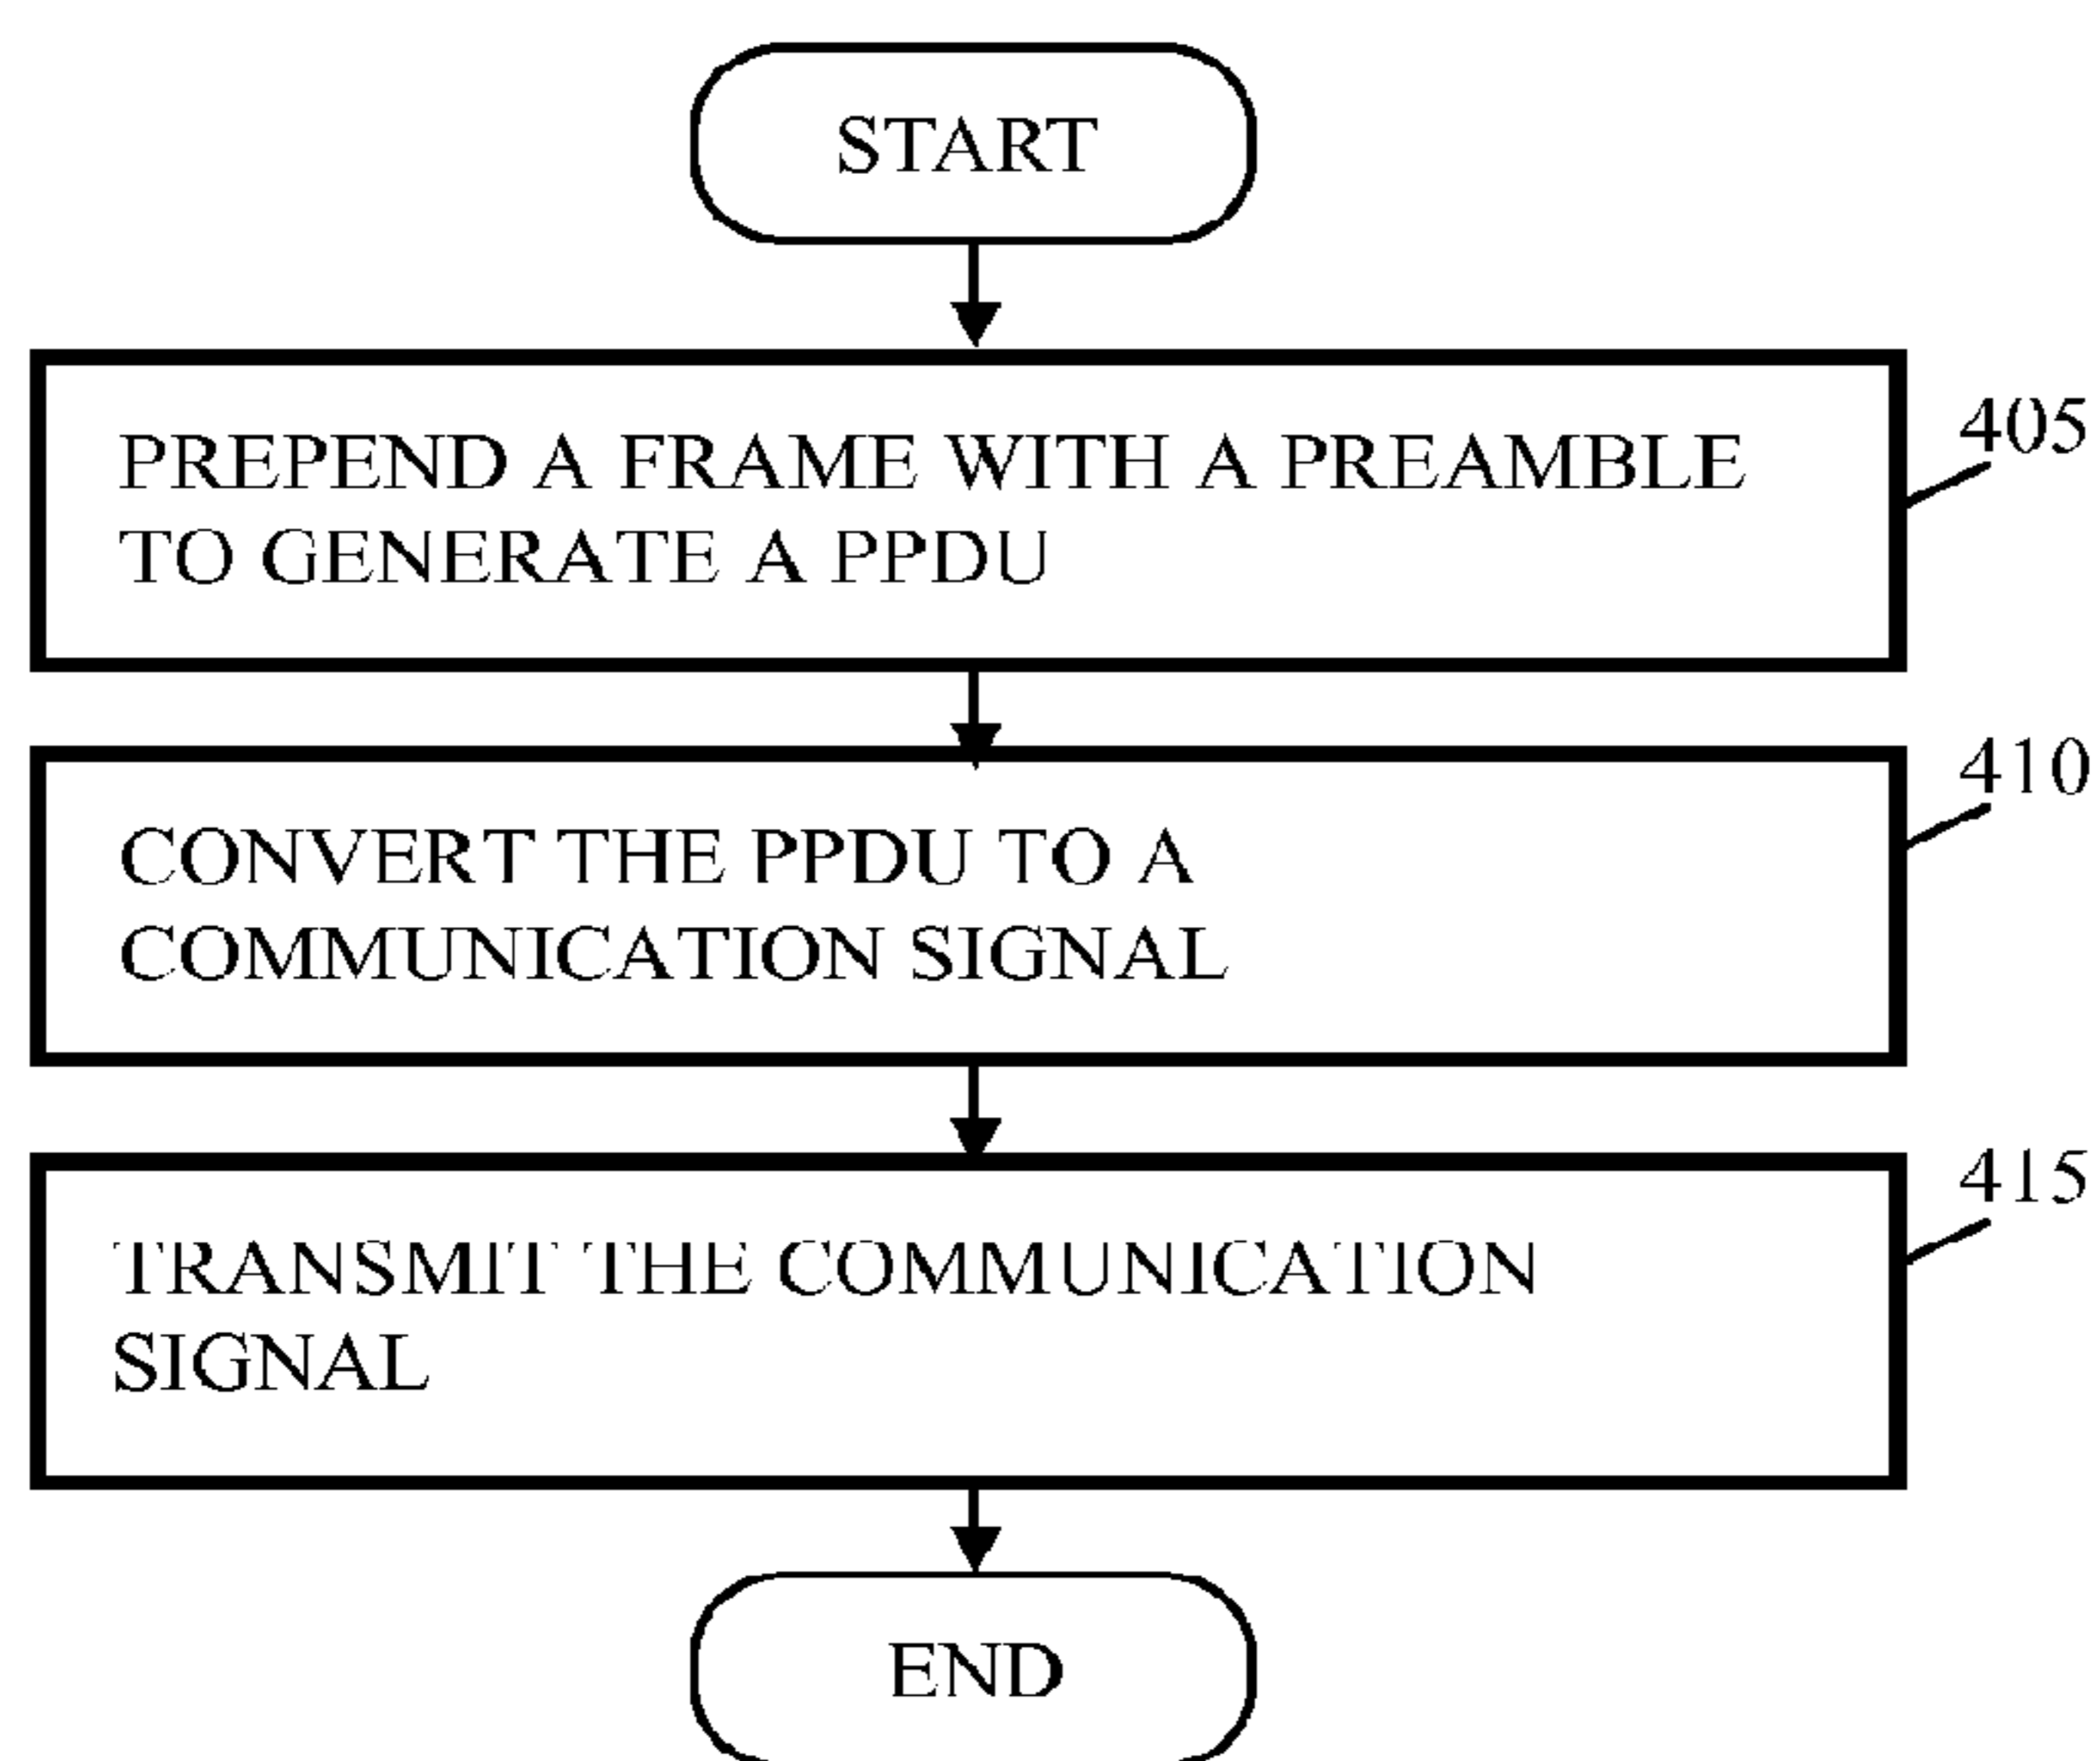 START
PREPEND A FRAME WITH A PREAMBLE
TO GENERATE A PPDU
405
CONVERT THE PPDU TO A
COMMUNICATION SIGNAL
410
TRANSMIT THE COMMUNICATION
SIGNAL
415
END